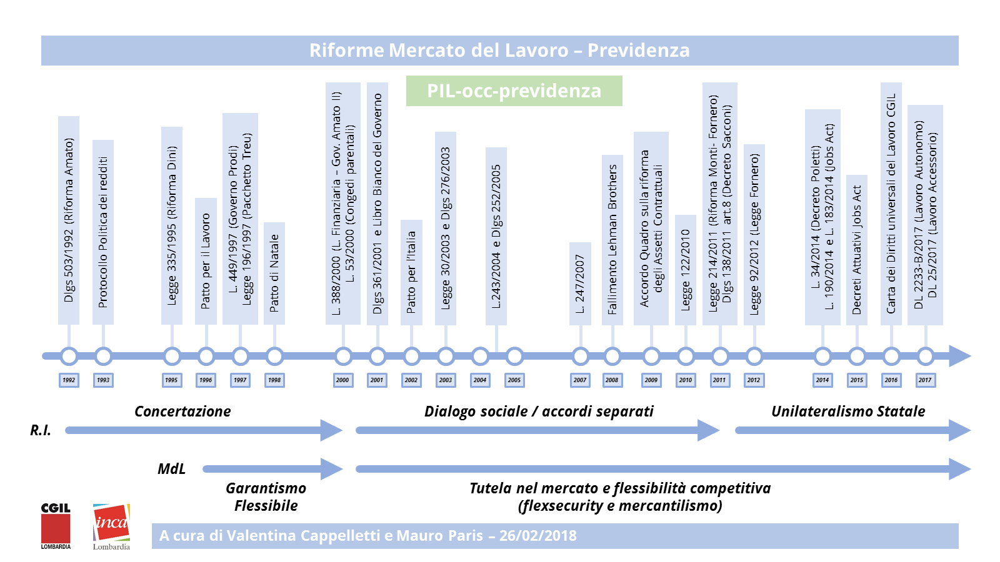 Riforme Mercato del Lavoro – Previdenza
PIL-occ-previdenza
Dlgs 503/1992 (Riforma Amato)
Protocollo Politica dei redditi
Legge 335/1995 (Riforma Dini)
Patto per il Lavoro
L. 449/1997 (Governo Prodi)
Legge 196/1997 (Pacchetto Treu)
Patto di Natale
L. 388/2000 (L. Finanziaria – Gov. Amato II)
L. 53/2000 (Congedi parentali)
Dlgs 361/2001 e Libro Bianco del Governo
Patto per l'Italia
Legge 30/2003 e Dlgs 276/2003
L.243/2004 e Dlgs 252/2005
L. 247/2007
Fallimento Lehman Brothers
Accordo Quadro sulla riforma
degli Assetti Contrattuali
Legge 122/2010
Legge 214/2011 (Riforma Monti- Fornero)
Dlgs 138/2011 art.8 (Decreto Sacconi)
Legge 92/2012 (Legge Fornero)
L. 34/2014 (Decreto Poletti)
L. 190/2014 e L. 183/2014 (Jobs Act)
Decreti Attuativi Jobs Act
Carta dei Diritti universali del Lavoro CGIL
DL 2233-B/2017 (Lavoro Autonomo)
DL 25/2017 (Lavoro Accessorio)
1992 1993 1995 1996 1997 1998 2000 2001 2002 2003 2004 2005 2007 2008 2009 2010 2011 2012 2014 2015 2016 2017
Concertazione
Dialogo sociale / accordi separati
Unilateralismo Statale
R.I.
MdL
Garantismo
Flessibile
Tutela nel mercato e flessibilità competitiva
(flexsecurity e mercantilismo)
CGIL
LOMBARDIA
inca
Lombardia
A cura di Valentina Cappelletti e Mauro Paris – 26/02/2018